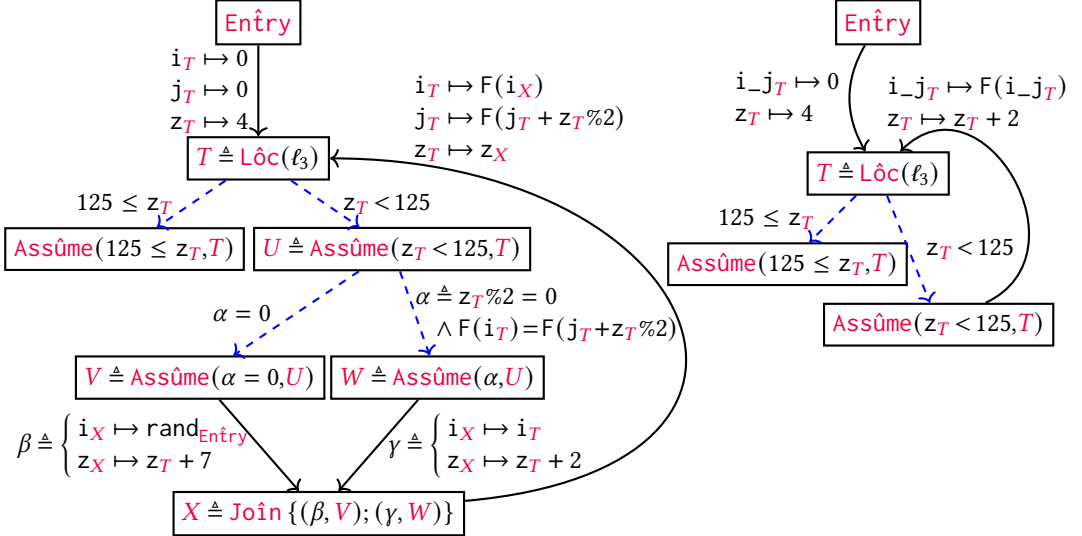 Entr̂y
i_T ↦ 0
j_T ↦ 0
z_T ↦ 4
i_T ↦ F(i_X)
j_T ↦ F(j_T + z_T%2)
z_T ↦ z_X
T ≜ Lôc(ℓ₃)
125 ≤ z_T
z_T < 125
Assûme(125 ≤ z_T,T)
U ≜ Assûme(z_T < 125,T)
α = 0
α ≜ z_T%2 = 0
∧ F(i_T)=F(j_T+z_T%2)
V ≜ Assûme(α = 0,U)
W ≜ Assûme(α,U)
β ≜ { i_X ↦ rand_Entr̂y
z_X ↦ z_T + 7
γ ≜ { i_X ↦ i_T
z_X ↦ z_T + 2
X ≜ Joîn {(β,V);(γ,W)}
Entr̂y
i_j_T ↦ 0
z_T ↦ 4
i_j_T ↦ F(i_j_T)
z_T ↦ z_T + 2
T ≜ Lôc(ℓ₃)
125 ≤ z_T
z_T < 125
Assûme(125 ≤ z_T,T)
Assûme(z_T < 125,T)